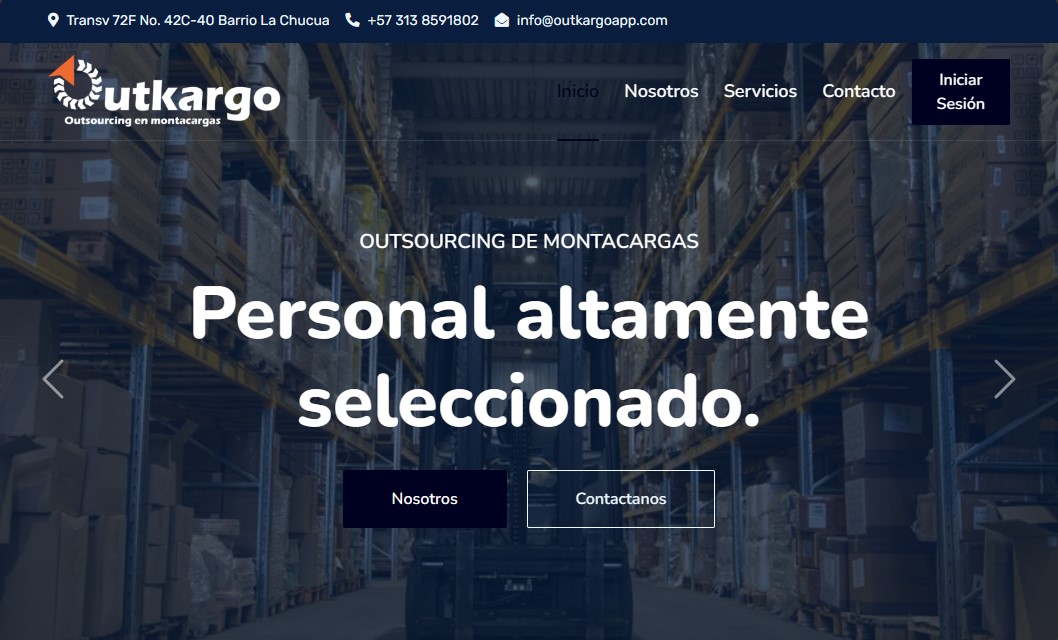 Transv 72F No. 42C-40 Barrio La Chucua +57 313 8591802 info@outkargoapp.com
Outkargo
Outsourcing en montacargas
Inicio Nosotros Servicios Contacto Iniciar Sesión
OUTSOURCING DE MONTACARGAS
Personal altamente
seleccionado.
Nosotros Contactanos